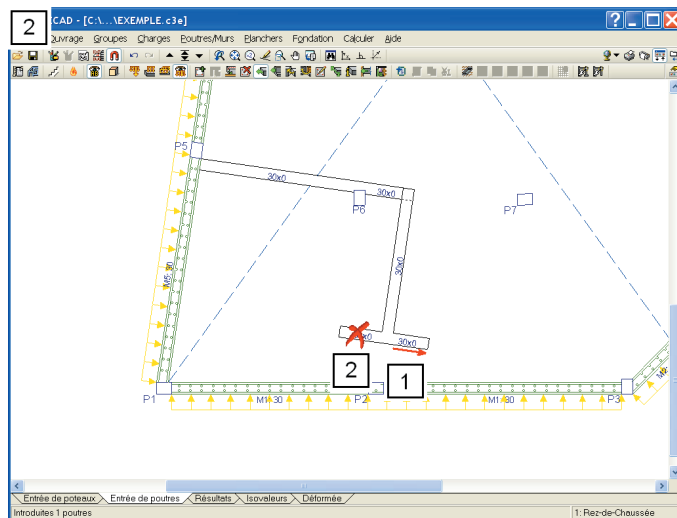 2
CAD - [C:\...\EXEMPLE.c3e]
Ouvrage Groupes Charges Poutres/Murs Planchers Fondation Calculer Aide
P5
30x0
30x0
P6
P7
M5: 30
30x0
30x0
2
1
P1
M1: 30
P2
M1: 30
P3
Entrée de poteaux Entrée de poutres Résultats Isovaleurs Déformée
Introduites 1 poutres
1: Rez-de-Chaussée